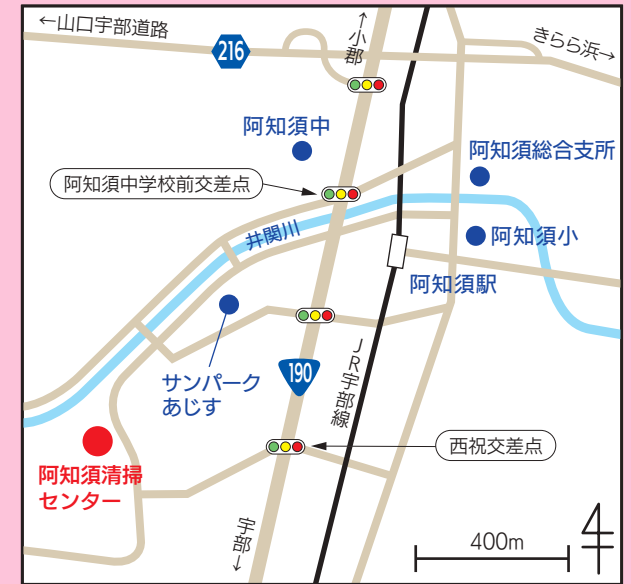 ←山口宇部道路
↑小郡
きらら浜→
216
阿知須中
阿知須総合支所
阿知須中学校前交差点
井関川
阿知須小
阿知須駅
サンパーク
あじす
190
JR宇部線
阿知須清掃
センター
西祝交差点
宇部↓
400m